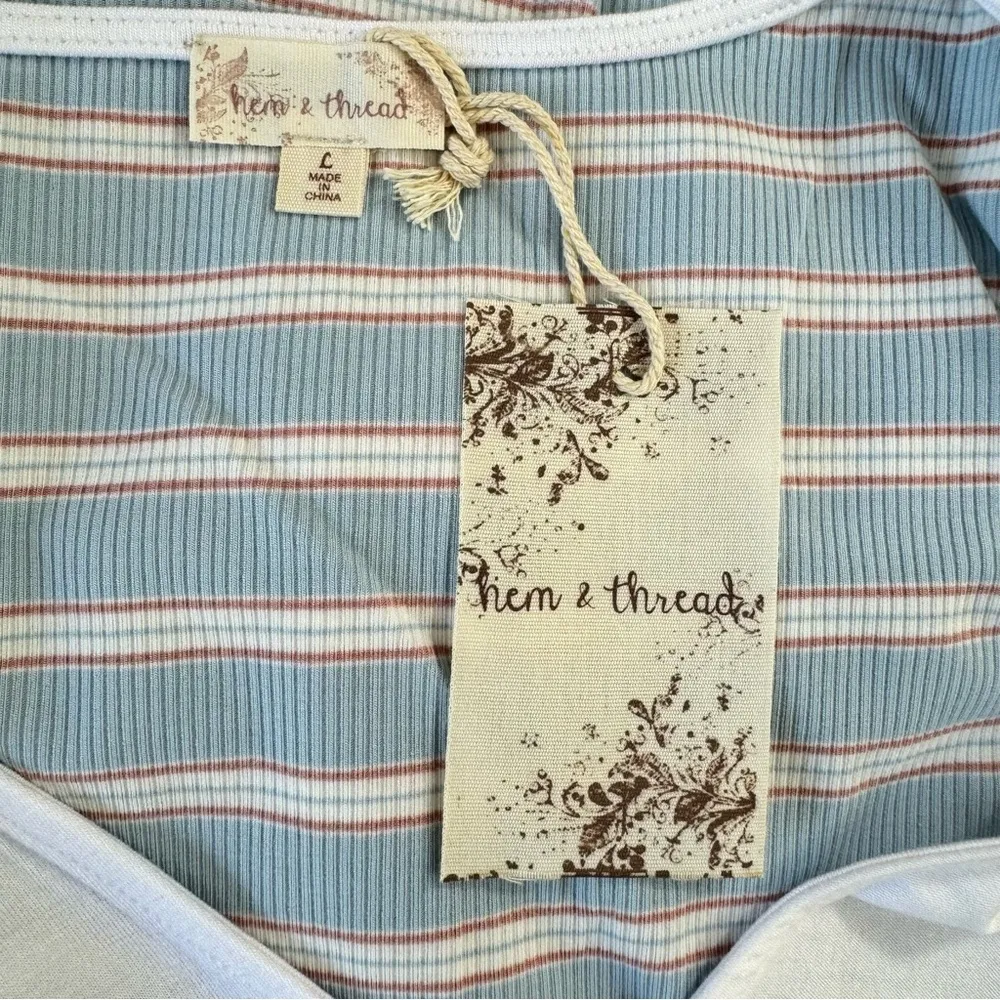 hem & thread
L
MADE
IN
CHINA
hem & thread